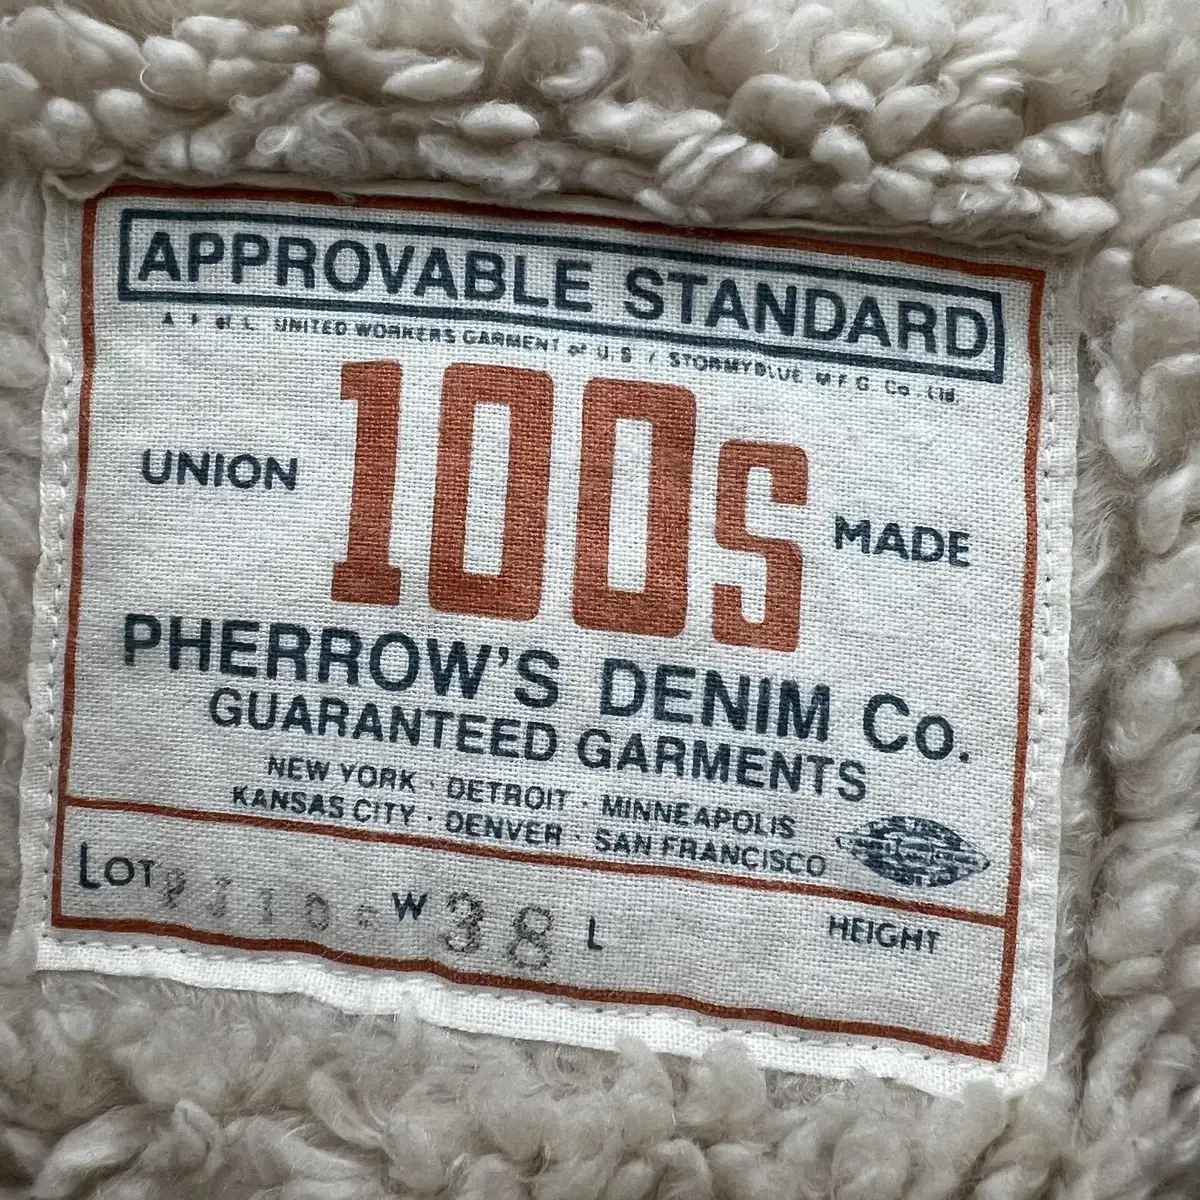 APPROVABLE STANDARD
UNITED WORKERS GARMENT of U.S / STORMYBLUE M F G Co. Ltd.
100s
UNION MADE
PHERROW'S DENIM Co.
GUARANTEED GARMENTS
NEW YORK · DETROIT · MINNEAPOLIS
KANSAS CITY · DENVER · SAN FRANCISCO
LOT W 38 L HEIGHT